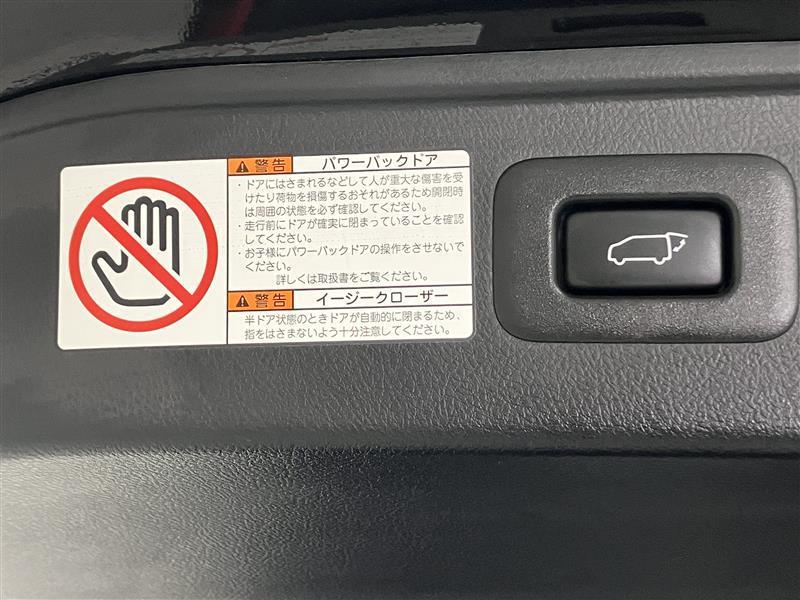 警告 パワーバックドア
・ドアにはさまれるなどして人が重大な傷害を受
けたり荷物を損傷するおそれがあるため開閉時
は周囲の状態を必ず確認してください。
・走行前にドアが確実に閉まっていることを確認
してください。
・お子様にパワーバックドアの操作をさせないで
ください。
詳しくは取扱書をご覧ください。
警告 イージークローザー
半ドア状態のときドアが自動的に閉まるため、
指をはさまないよう十分注意してください。